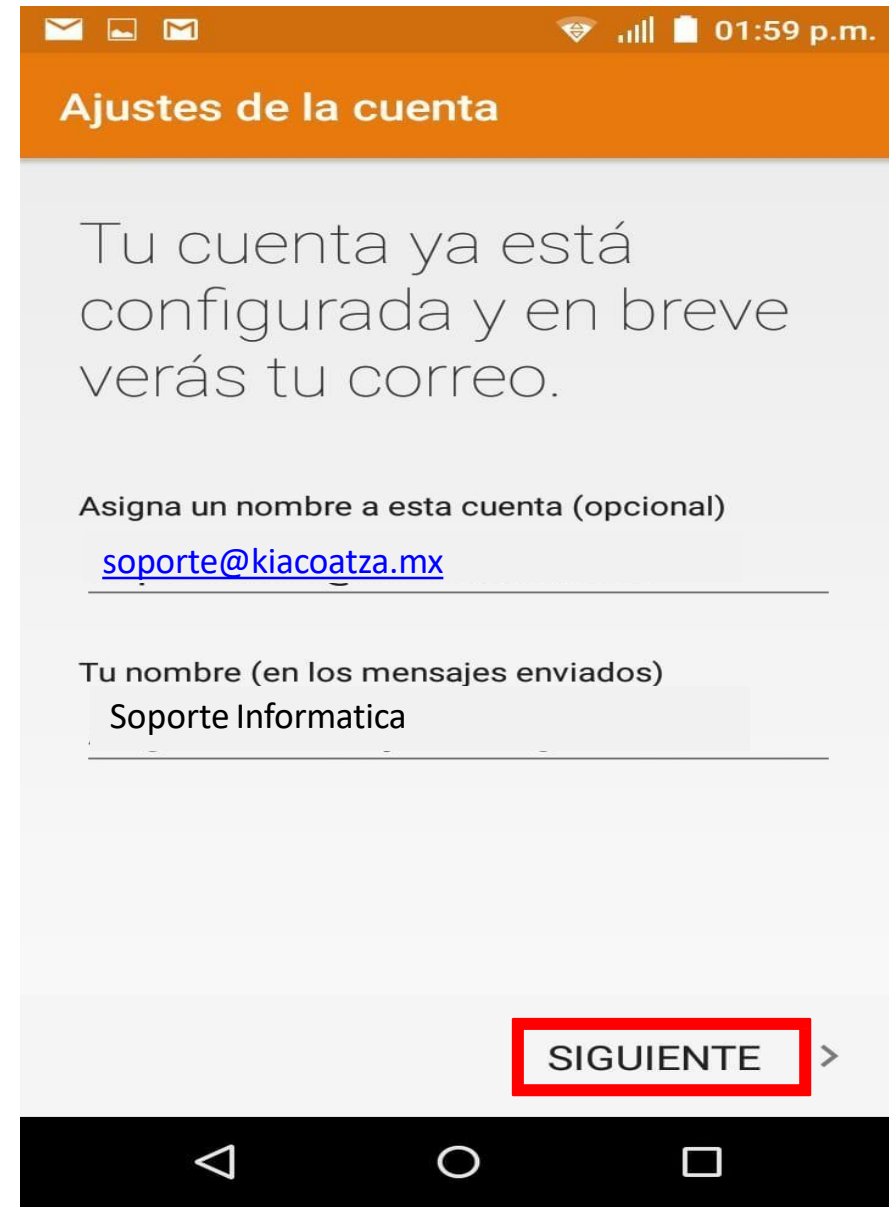 01:59 p.m.
Ajustes de la cuenta
Tu cuenta ya está
configurada y en breve
verás tu correo.
Asigna un nombre a esta cuenta (opcional)
soporte@kiacoatza.mx
Tu nombre (en los mensajes enviados)
Soporte Informatica
SIGUIENTE >